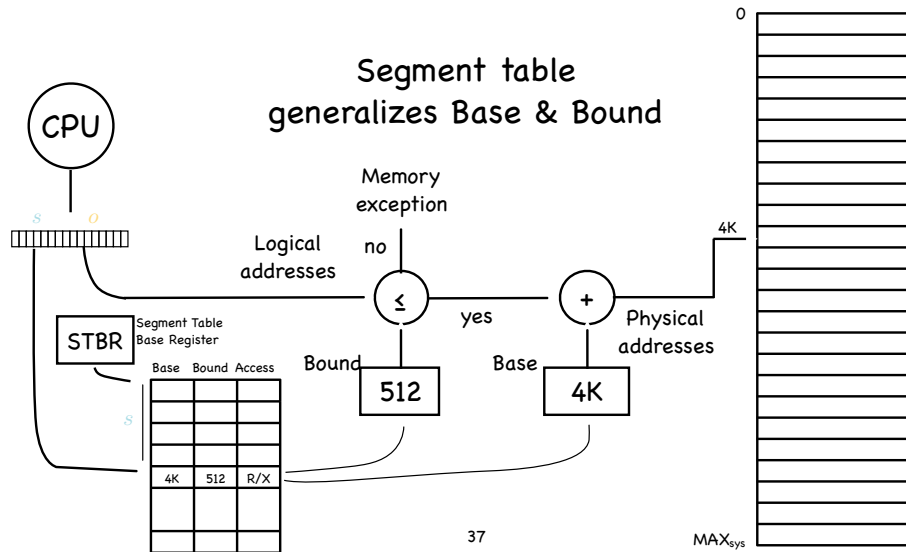 0
Segment table
generalizes Base & Bound
CPU
Memory
exception
s o
no
4K
Logical
addresses
≤
+
yes
Physical
addresses
STBR
Segment Table
Base Register
Bound
512
Base
4K
Base Bound Access
s
4K 512 R/X
37
MAXsys